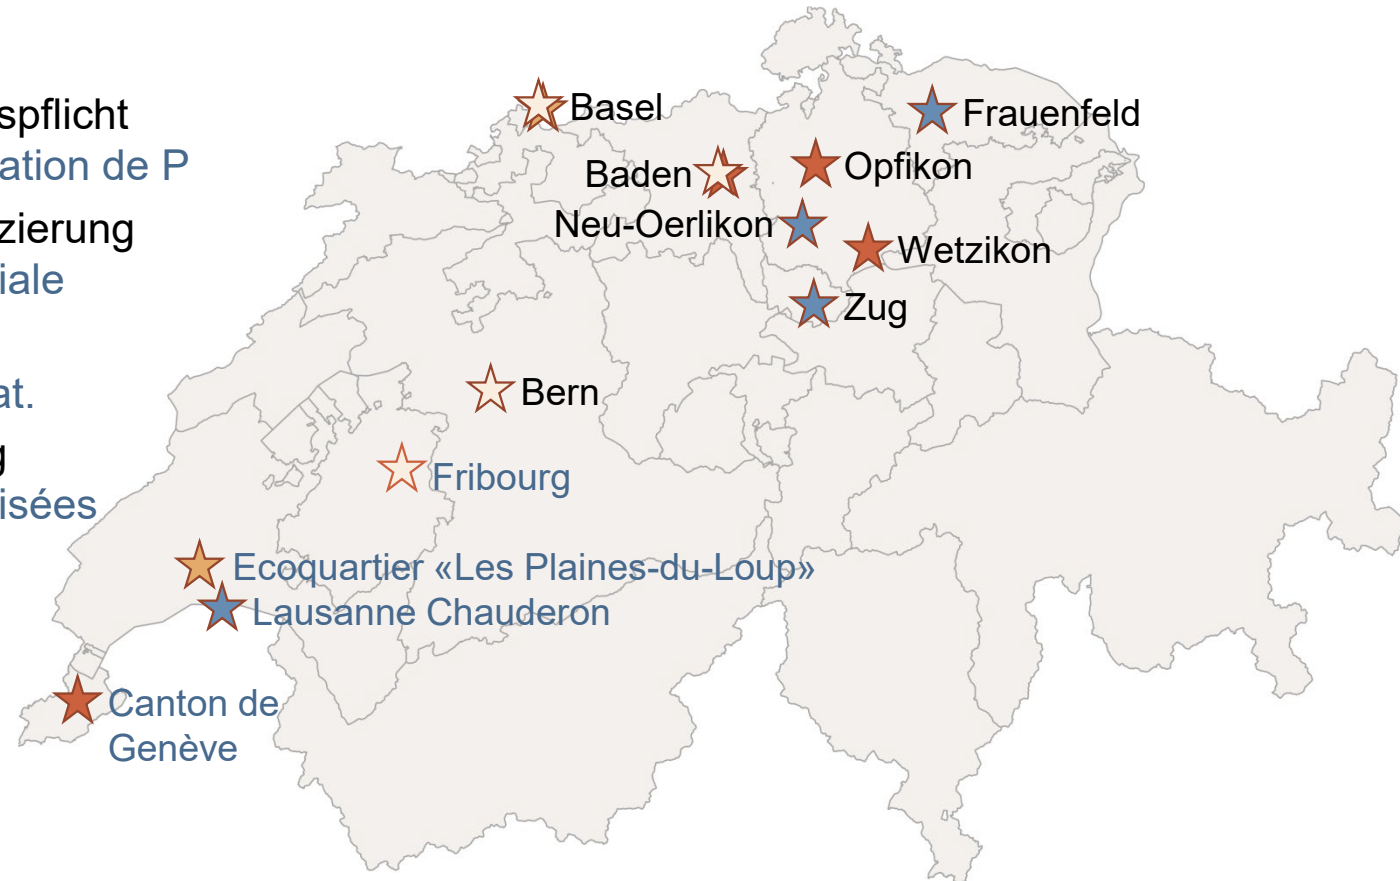 spflicht
ation de P
zierung
iale
at.
g
isées
Basel
Frauenfeld
Baden
Opfikon
Neu-Oerlikon
Wetzikon
Zug
Bern
Fribourg
Ecoquartier «Les Plaines-du-Loup»
Lausanne Chauderon
Canton de
Genève